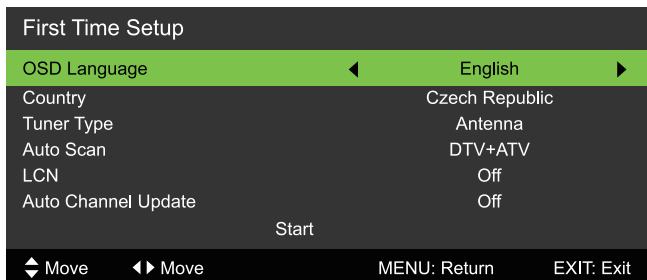 First Time Setup
OSD Language English
Country Czech Republic
Tuner Type Antenna
Auto Scan DTV+ATV
LCN Off
Auto Channel Update Off
Start
Move Move MENU: Return EXIT: Exit